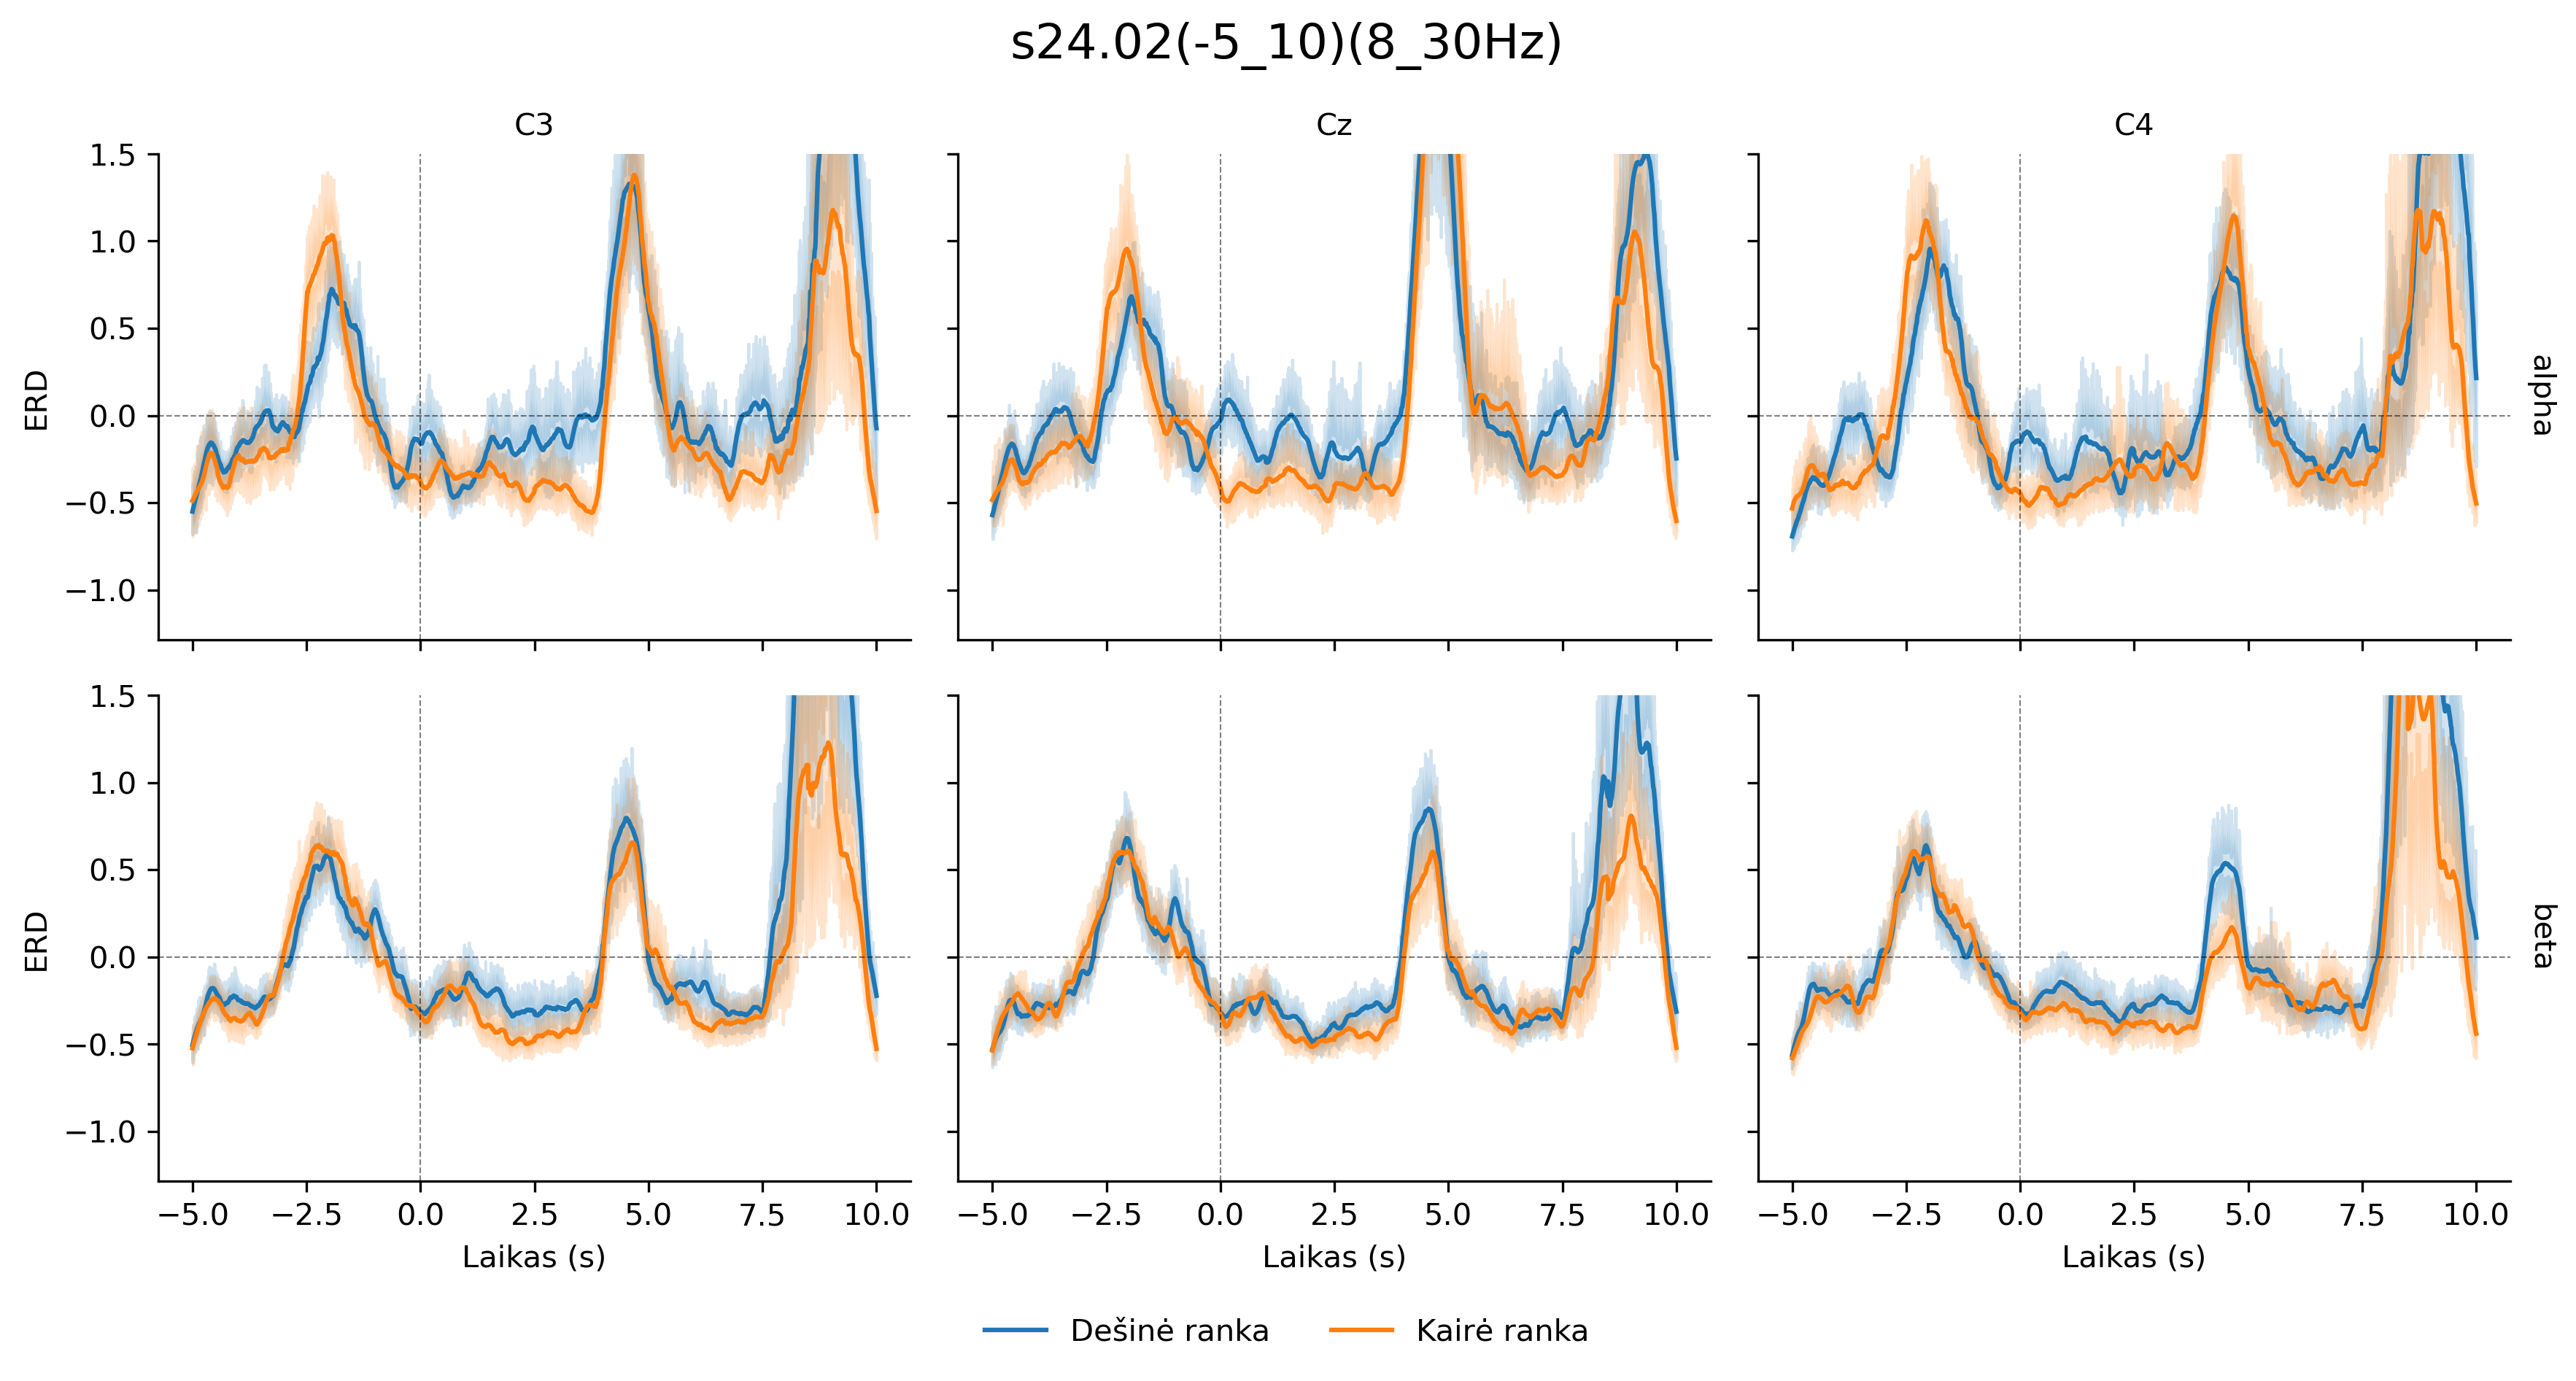 s24.02(-5_10)(8_30Hz)
C3 Cz C4
1.5
1.0
0.5
0.0
−0.5
−1.0
ERD
alpha
1.5
1.0
0.5
0.0
−0.5
−1.0
ERD
beta
−5.0 −2.5 0.0 2.5 5.0 7.5 10.0 −5.0 −2.5 0.0 2.5 5.0 7.5 10.0 −5.0 −2.5 0.0 2.5 5.0 7.5 10.0
Laikas (s) Laikas (s) Laikas (s)
Dešinė ranka Kairė ranka